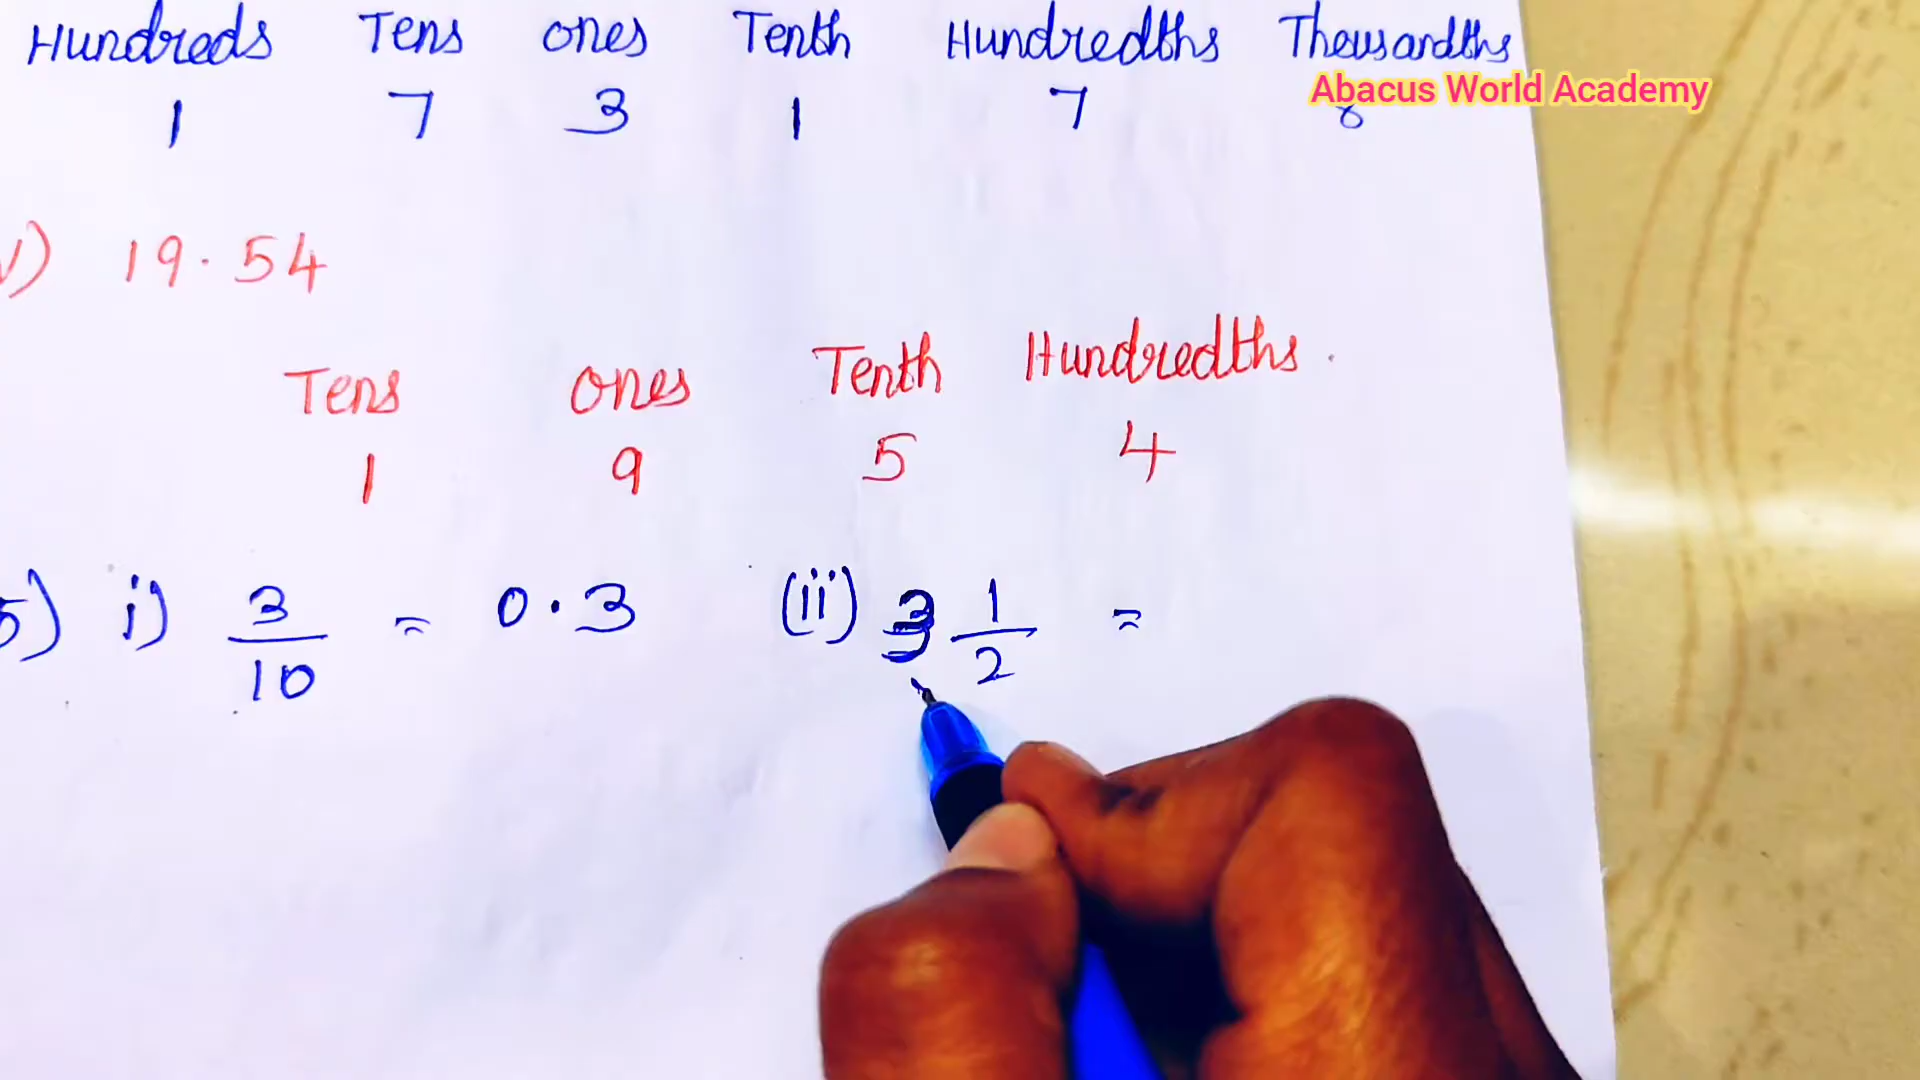 Hundreds Tens ones Tenth Hundredths Thousandths
Abacus World Academy
1 7 3 1 7
19.54
Tens ones Tenth Hundredths.
1 9 5 4
5) i) 3/10 = 0.3 (ii) 3 1/2 =